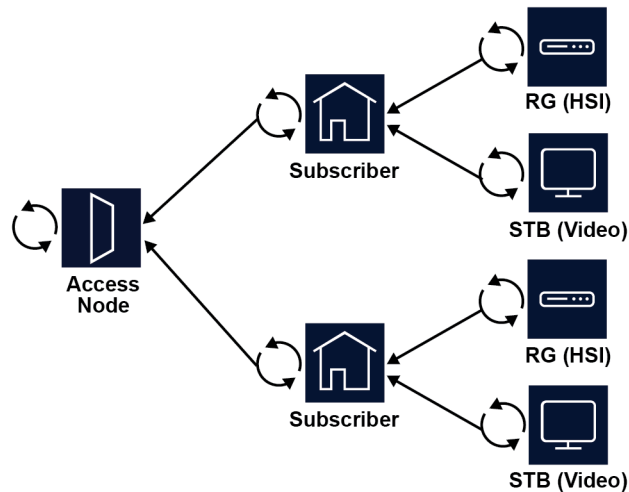 RG (HSI)
Subscriber
STB (Video)
Access
Node
RG (HSI)
Subscriber
STB (Video)